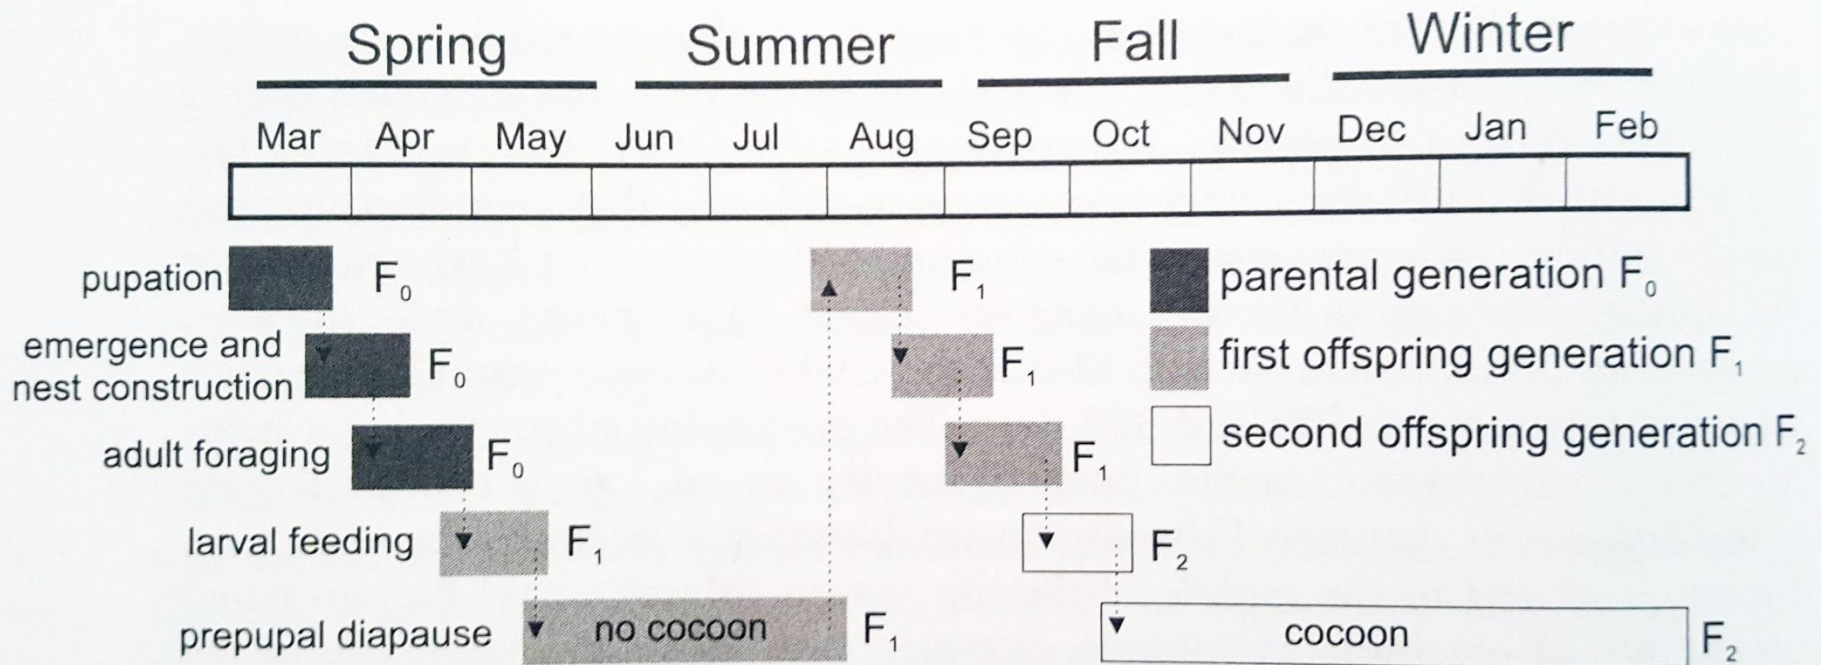 Spring Summer Fall Winter
Mar Apr May Jun Jul Aug Sep Oct Nov Dec Jan Feb
pupation F₀ F₁ parental generation F₀
emergence and
nest construction F₀ F₁ first offspring generation F₁
adult foraging F₀ F₁ second offspring generation F₂
larval feeding F₁ F₂
prepupal diapause no cocoon F₁ cocoon F₂